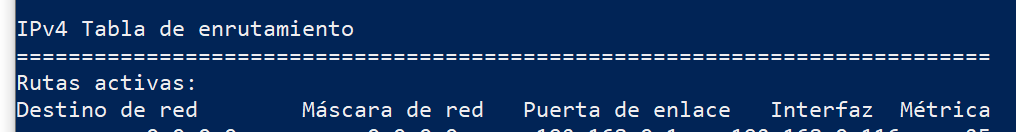 IPv4 Tabla de enrutamiento
===========================================================================
Rutas activas:
Destino de red        Máscara de red   Puerta de enlace   Interfaz  Métrica